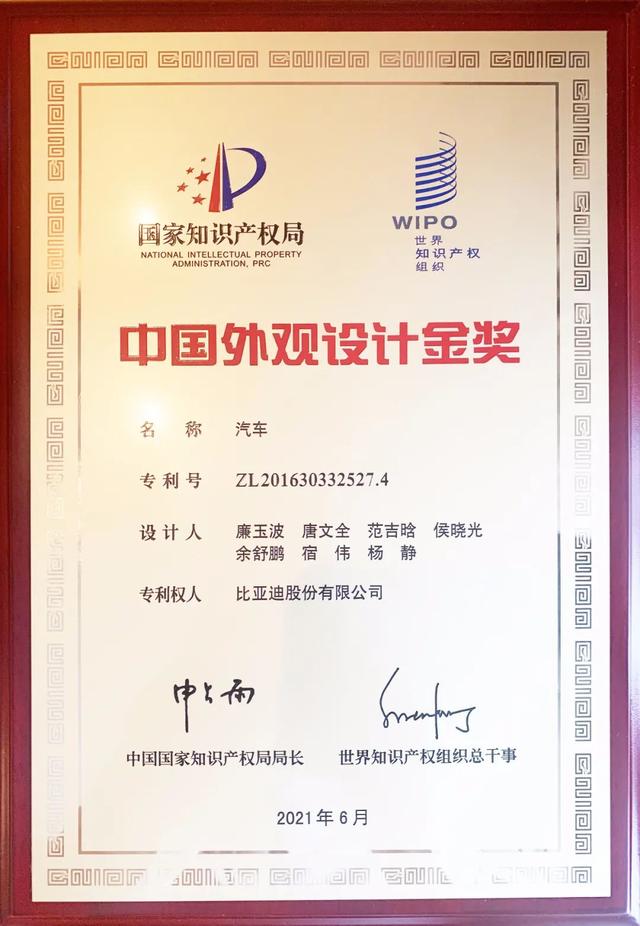 国家知识产权局
NATIONAL INTELLECTUAL PROPERTY
ADMINISTRATION, PRC
WIPO
世界
知识产权
组织
中国外观设计金奖
名 称 汽车
专利号 ZL201630332527.4
设计人 廉玉波 唐文全 范吉晗 侯晓光
余舒鹏 宿 伟 杨 静
专利权人 比亚迪股份有限公司
申长雨
中国国家知识产权局局长 世界知识产权组织总干事
2021年6月